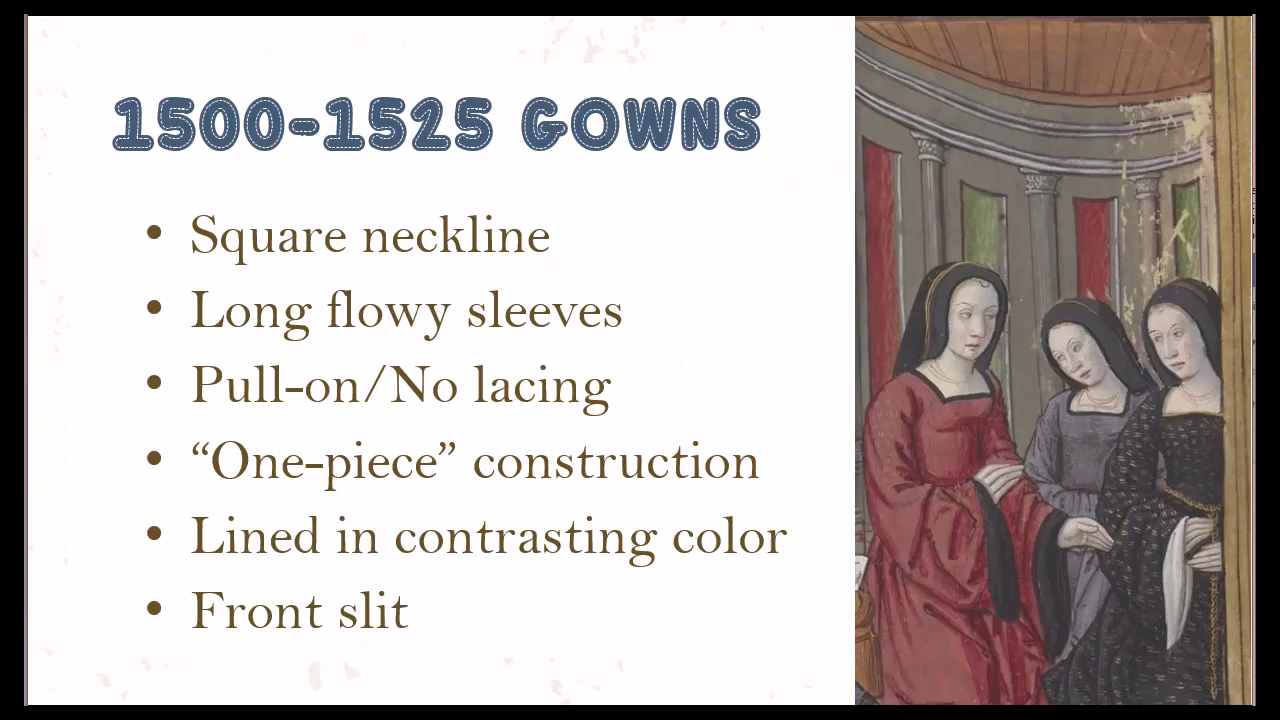 1500-1525 GOWNS
• Square neckline
• Long flowy sleeves
• Pull-on/No lacing
• “One-piece” construction
• Lined in contrasting color
• Front slit